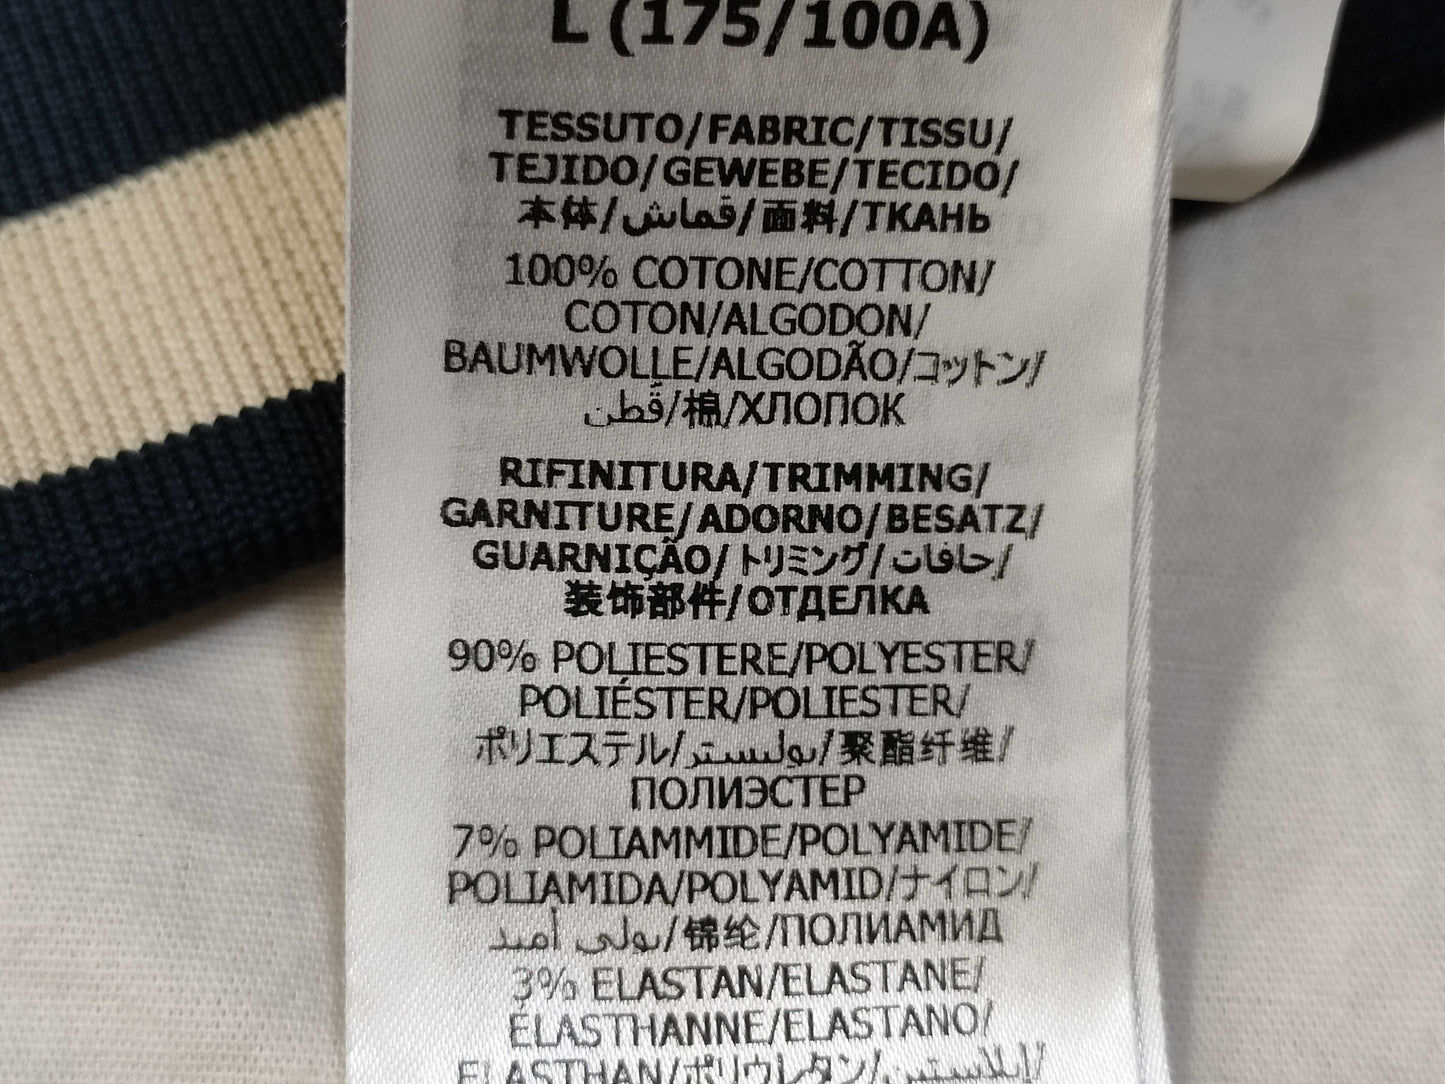 L (175/100A)
TESSUTO/FABRIC/TISSU/
TEJIDO/GEWEBE/TECIDO/
本体/قماش/面料/ТКАНЬ
100% COTONE/COTTON/
COTON/ALGODON/
BAUMWOLLE/ALGODÃO/コットン/
قطن/棉/ХЛОПОК
RIFINITURA/TRIMMING/
GARNITURE/ADORNO/BESATZ/
GUARNIÇÃO/トリミング/حافات/
装饰部件/ОТДЕЛКА
90% POLIESTERE/POLYESTER/
POLIÉSTER/POLIESTER/
ポリエステル/بوليستر/聚酯纤维/
ПОЛИЭСТЕР
7% POLIAMMIDE/POLYAMIDE/
POLIAMIDA/POLYAMID/ナイロン/
بولي أميد/锦纶/ПОЛИАМИД
3% ELASTAN/ELASTANE/
ÉLASTHANNE/ELASTANO/
ELASTHAN/ポリウレタン/إيلاستين/